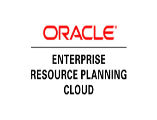 ORACLE
ENTERPRISE
RESOURCE PLANNING
CLOUD